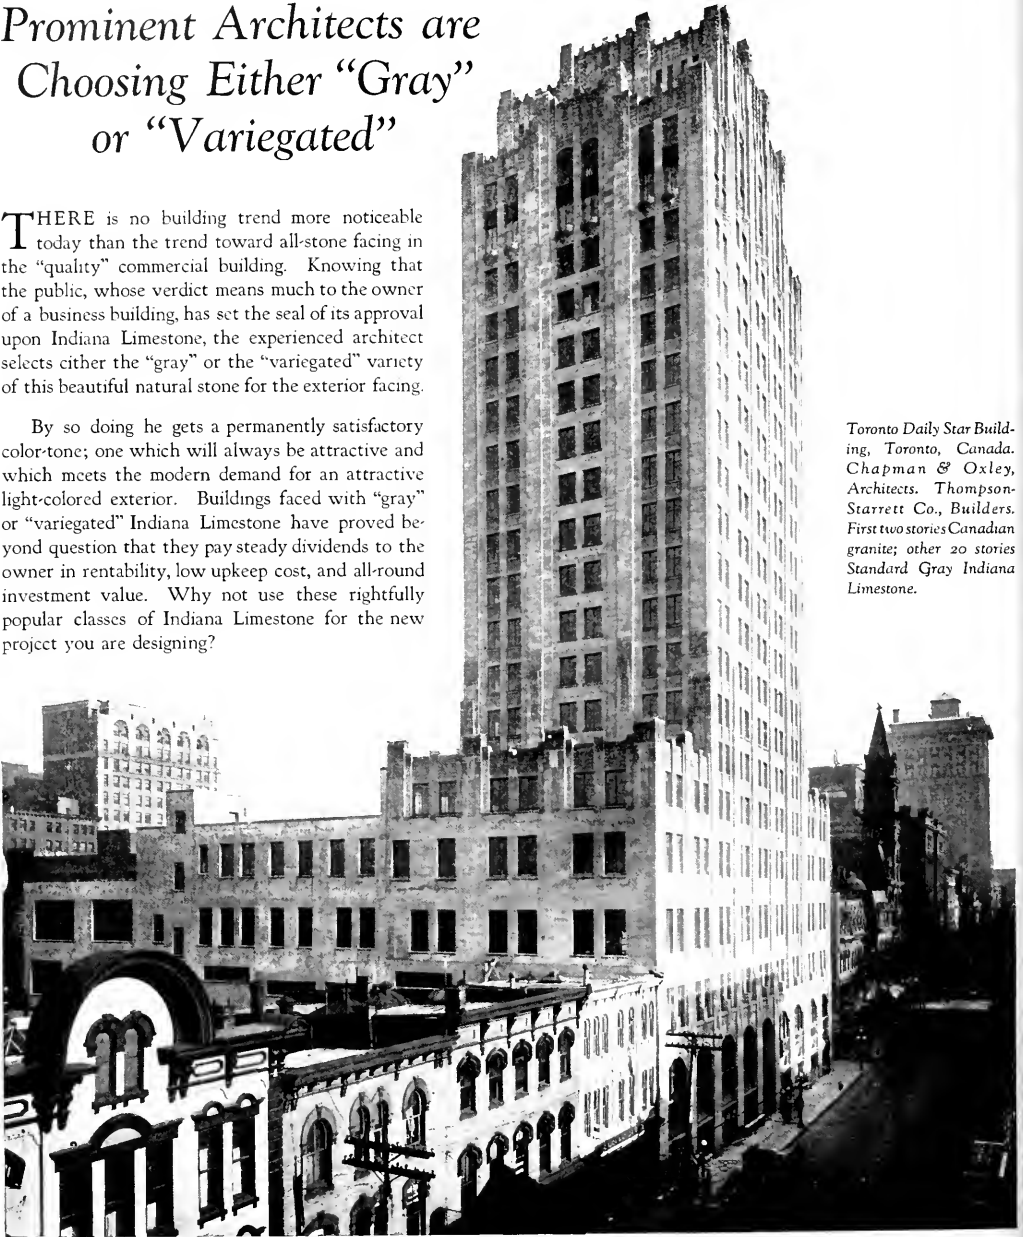 Prominent Architects are
Choosing Either “Gray”
or “Variegated”
THERE is no building trend more noticeable
today than the trend toward all-stone facing in
the “quality” commercial building. Knowing that
the public, whose verdict means much to the owner
of a business building, has set the seal of its approval
upon Indiana Limestone, the experienced architect
selects either the “gray” or the “variegated” variety
of this beautiful natural stone for the exterior facing.
By so doing he gets a permanently satisfactory
color-tone; one which will always be attractive and
which meets the modern demand for an attractive
light-colored exterior. Buildings faced with “gray”
or “variegated” Indiana Limestone have proved be-
yond question that they pay steady dividends to the
owner in rentability, low upkeep cost, and all-round
investment value. Why not use these rightfully
popular classes of Indiana Limestone for the new
project you are designing?
Toronto Daily Star Build-
ing, Toronto, Canada.
Chapman & Oxley,
Architects. Thompson-
Starrett Co., Builders.
First two stories Canadian
granite; other 20 stories
Standard Gray Indiana
Limestone.